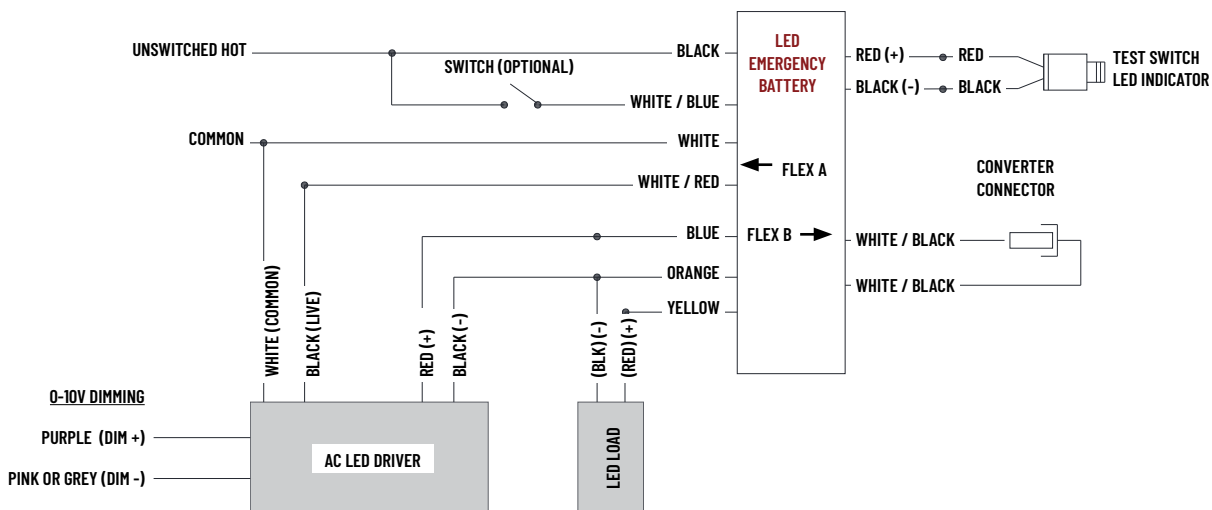 UNSWITCHED HOT
BLACK
SWITCH (OPTIONAL)
WHITE / BLUE
COMMON
WHITE
WHITE / RED
BLUE
ORANGE
YELLOW
LED
EMERGENCY
BATTERY
FLEX A
FLEX B
RED (+)
RED
BLACK (-)
BLACK
TEST SWITCH
LED INDICATOR
CONVERTER
CONNECTOR
WHITE / BLACK
WHITE / BLACK
WHITE (COMMON)
BLACK (LIVE)
RED (+)
BLACK (-)
(BLK) (-)
(RED) (+)
0-10V DIMMING
PURPLE (DIM +)
PINK OR GREY (DIM -)
AC LED DRIVER
LED LOAD